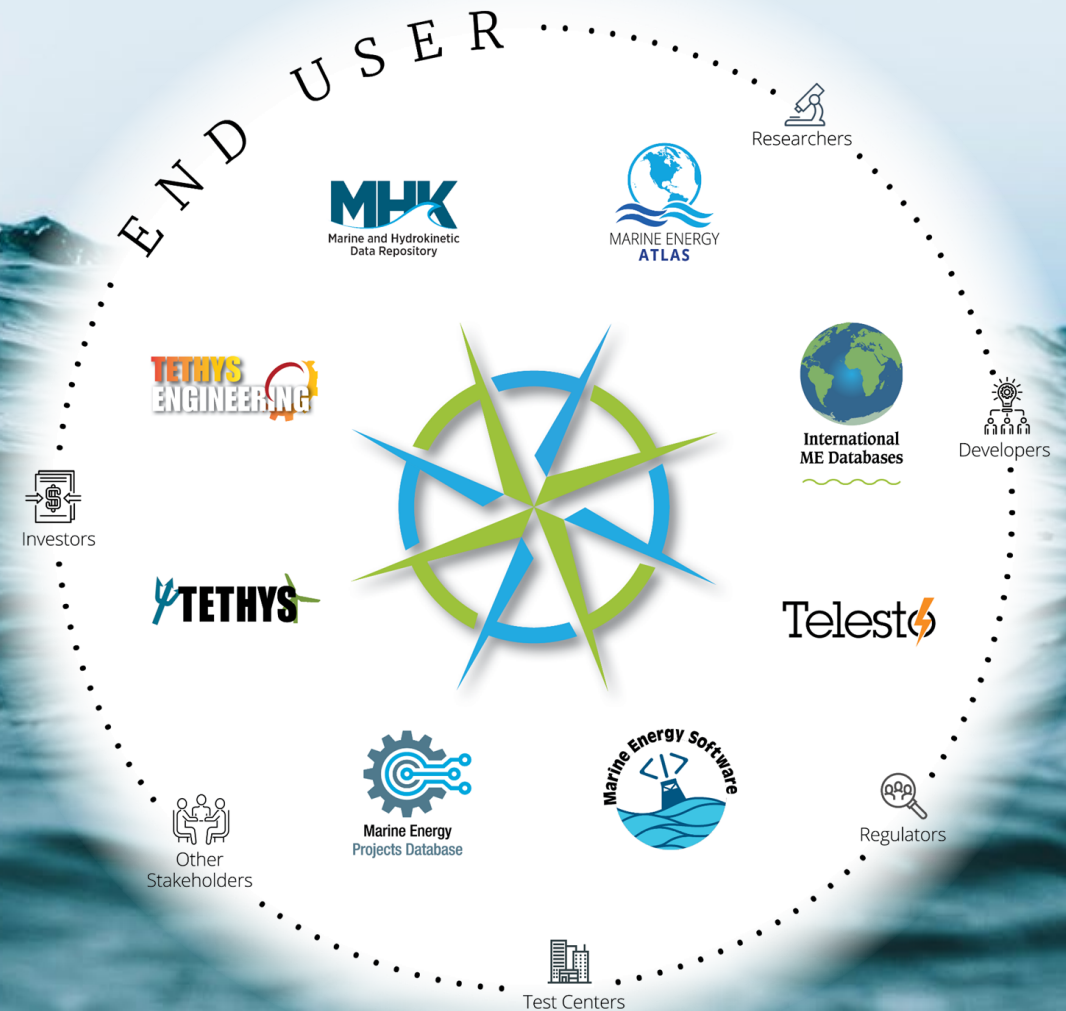 END USER
Researchers
MHK
Marine and Hydrokinetic
Data Repository
MARINE ENERGY
ATLAS
TETHYS
ENGINEERING
International
ME Databases
Developers
Investors
TETHYS
Telesto
Marine Energy Software
</>
Marine Energy
Projects Database
Regulators
Other
Stakeholders
Test Centers